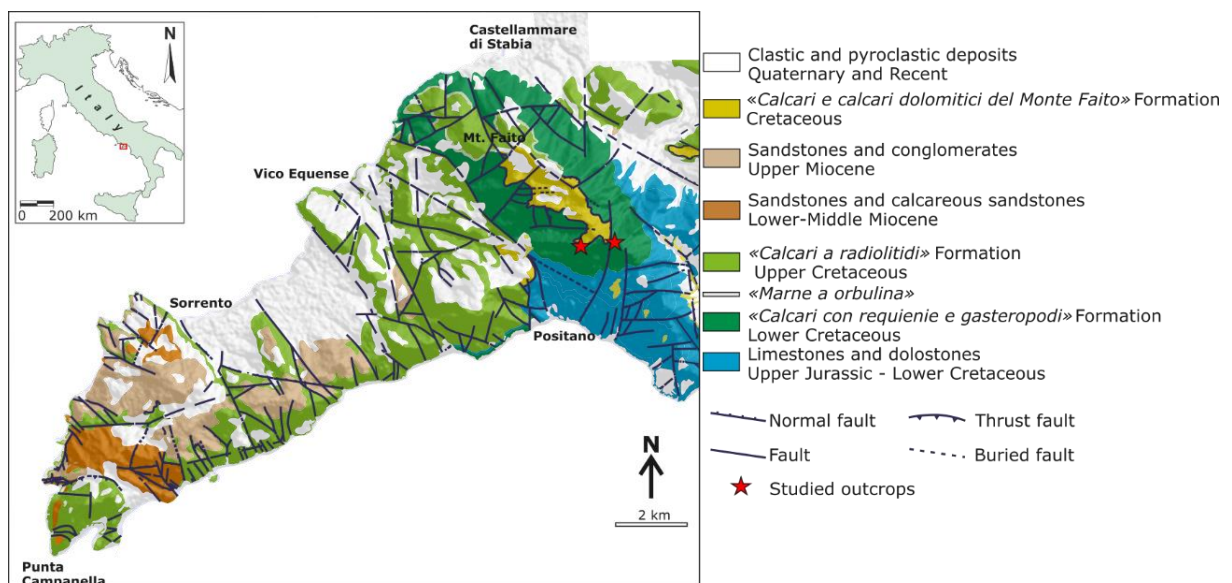 N
Italy
0 200 km
Castellammare
di Stabia
Mt. Faito
Vico Equense
Sorrento
Positano
N
2 km
Punta
Campanella
Clastic and pyroclastic deposits
Quaternary and Recent
«Calcari e calcari dolomitici del Monte Faito» Formation
Cretaceous
Sandstones and conglomerates
Upper Miocene
Sandstones and calcareous sandstones
Lower-Middle Miocene
«Calcari a radiolitidi» Formation
Upper Cretaceous
«Marne a orbulina»
«Calcari con requienie e gasteropodi» Formation
Lower Cretaceous
Limestones and dolostones
Upper Jurassic - Lower Cretaceous
Normal fault
Thrust fault
Fault
Buried fault
Studied outcrops